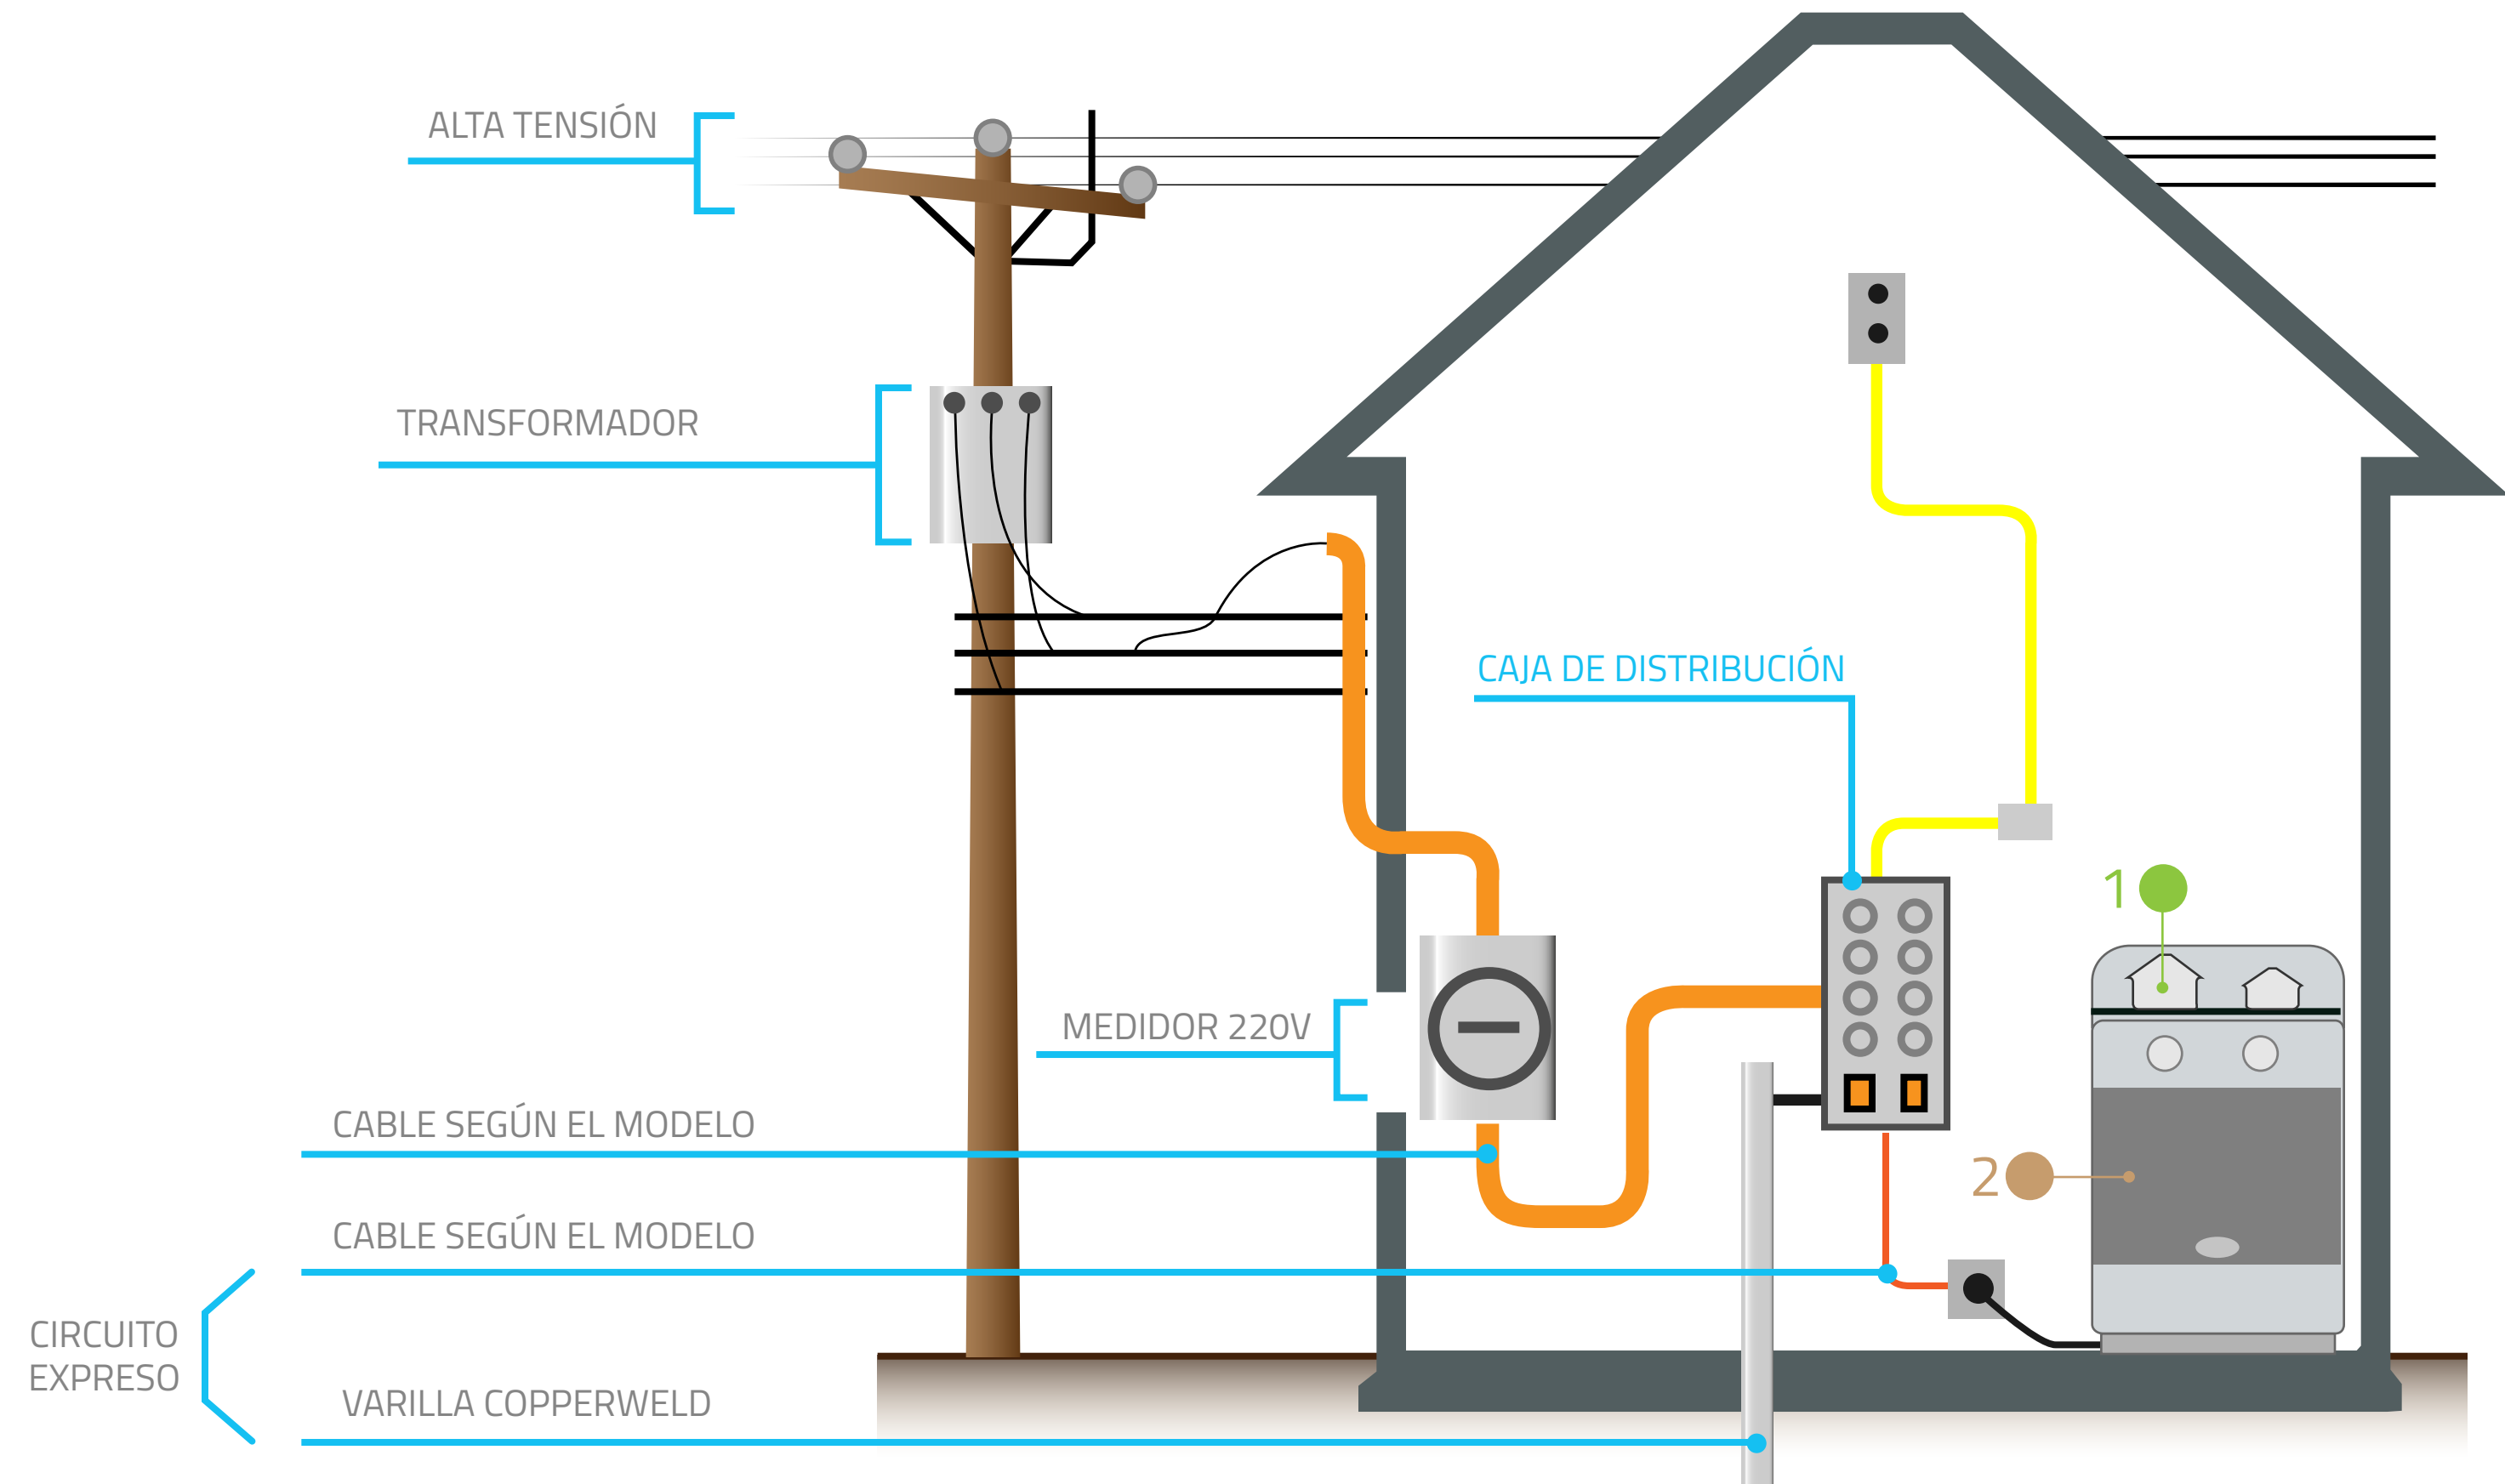 ALTA TENSIÓN
TRANSFORMADOR
CAJA DE DISTRIBUCIÓN
1
MEDIDOR 220V
CABLE SEGÚN EL MODELO
2
CABLE SEGÚN EL MODELO
CIRCUITO
EXPRESO
VARILLA COPPERWELD